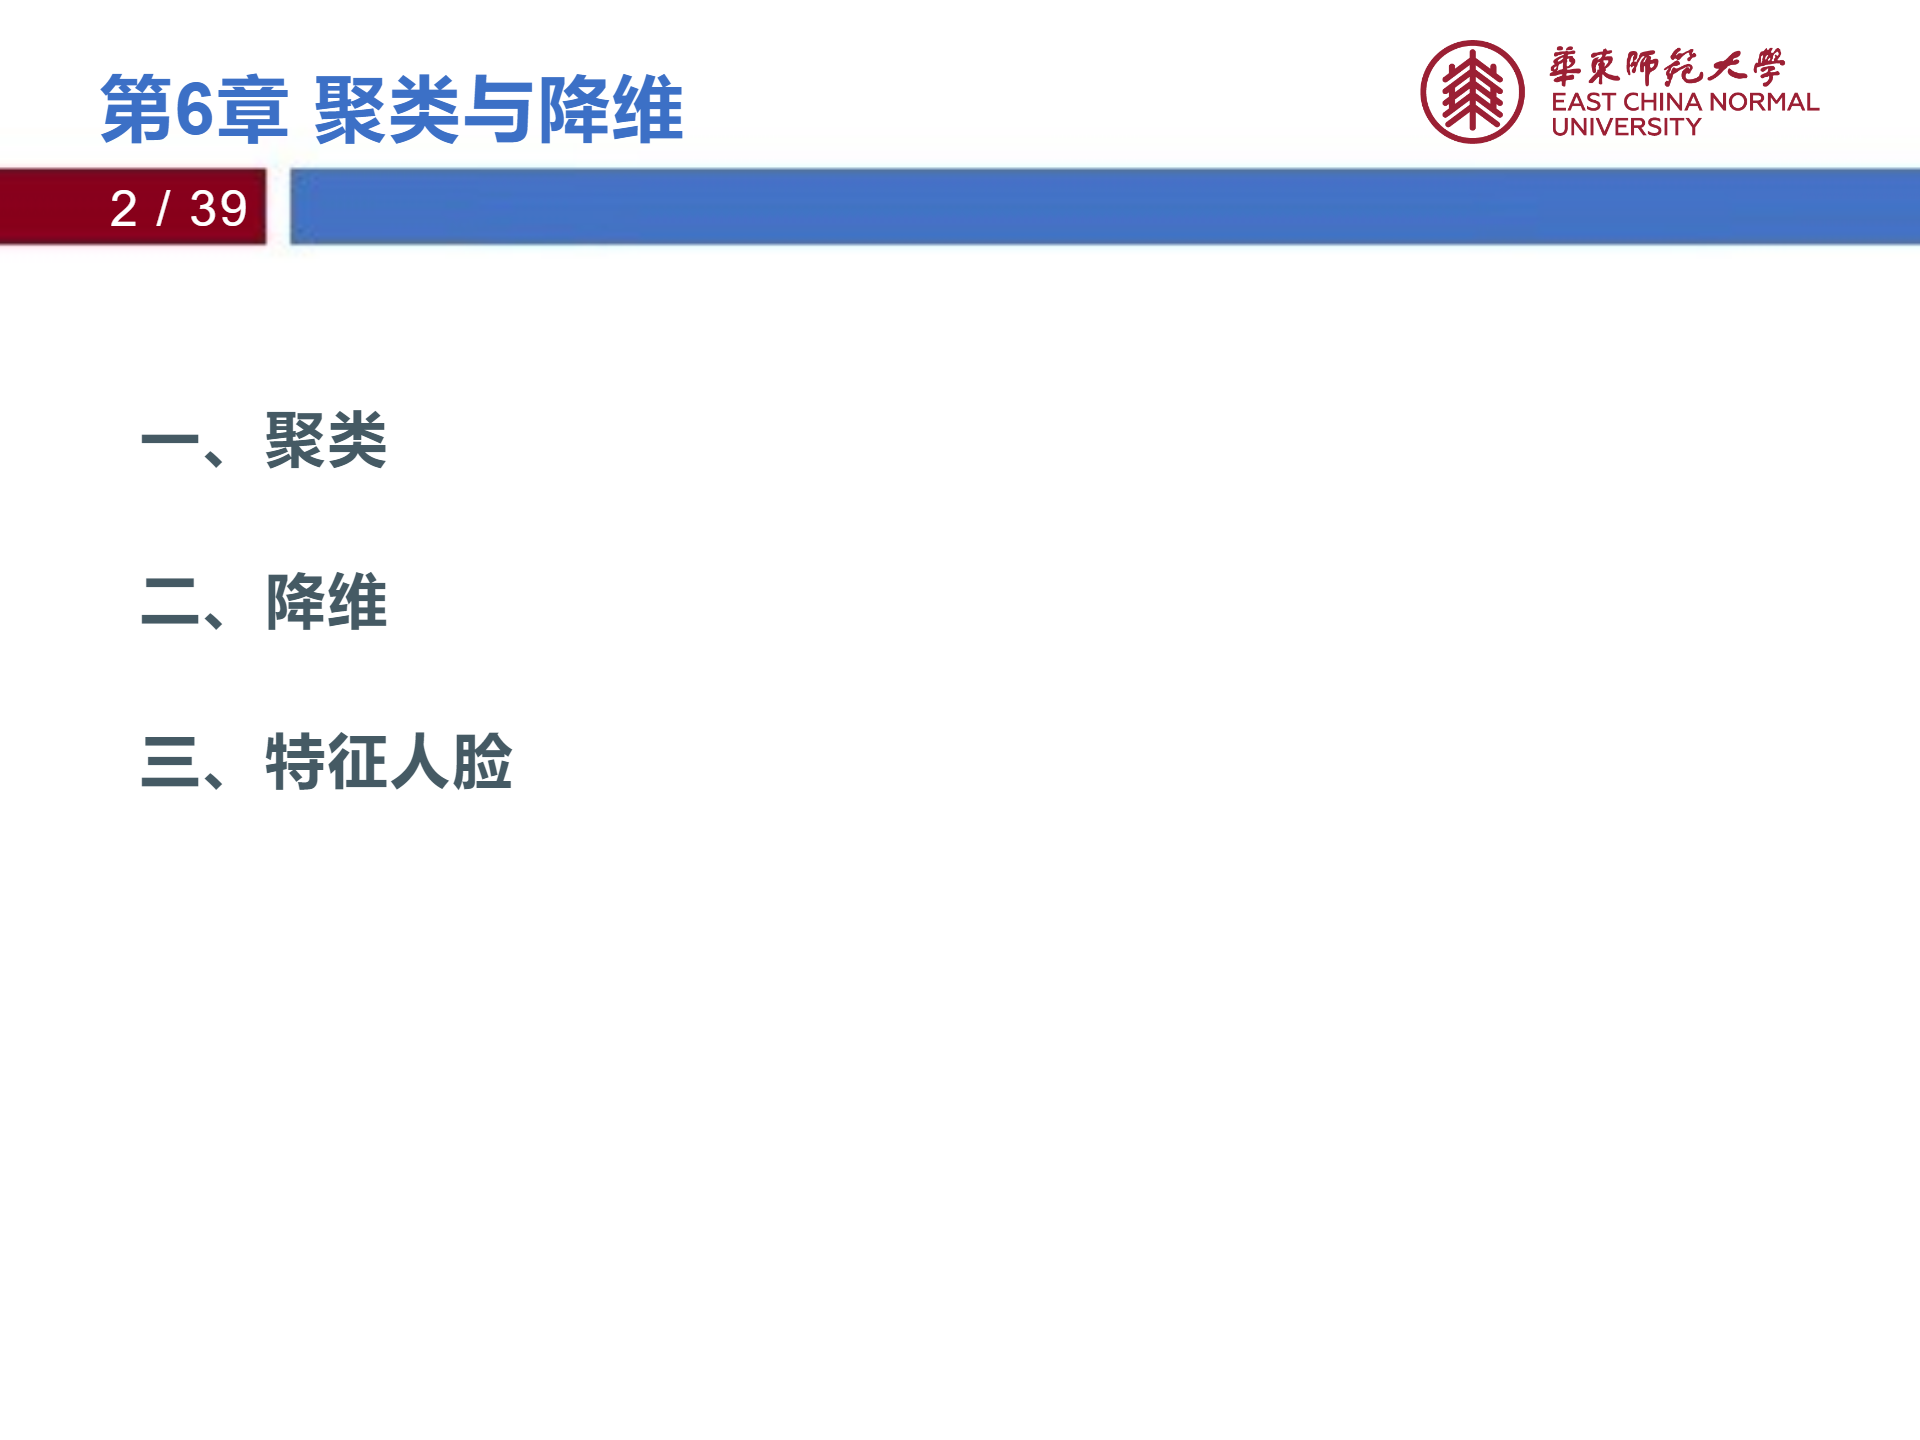 第6章 聚类与降维
華東師範大學
EAST CHINA NORMAL
UNIVERSITY
2 / 39
一、聚类
二、降维
三、特征人脸